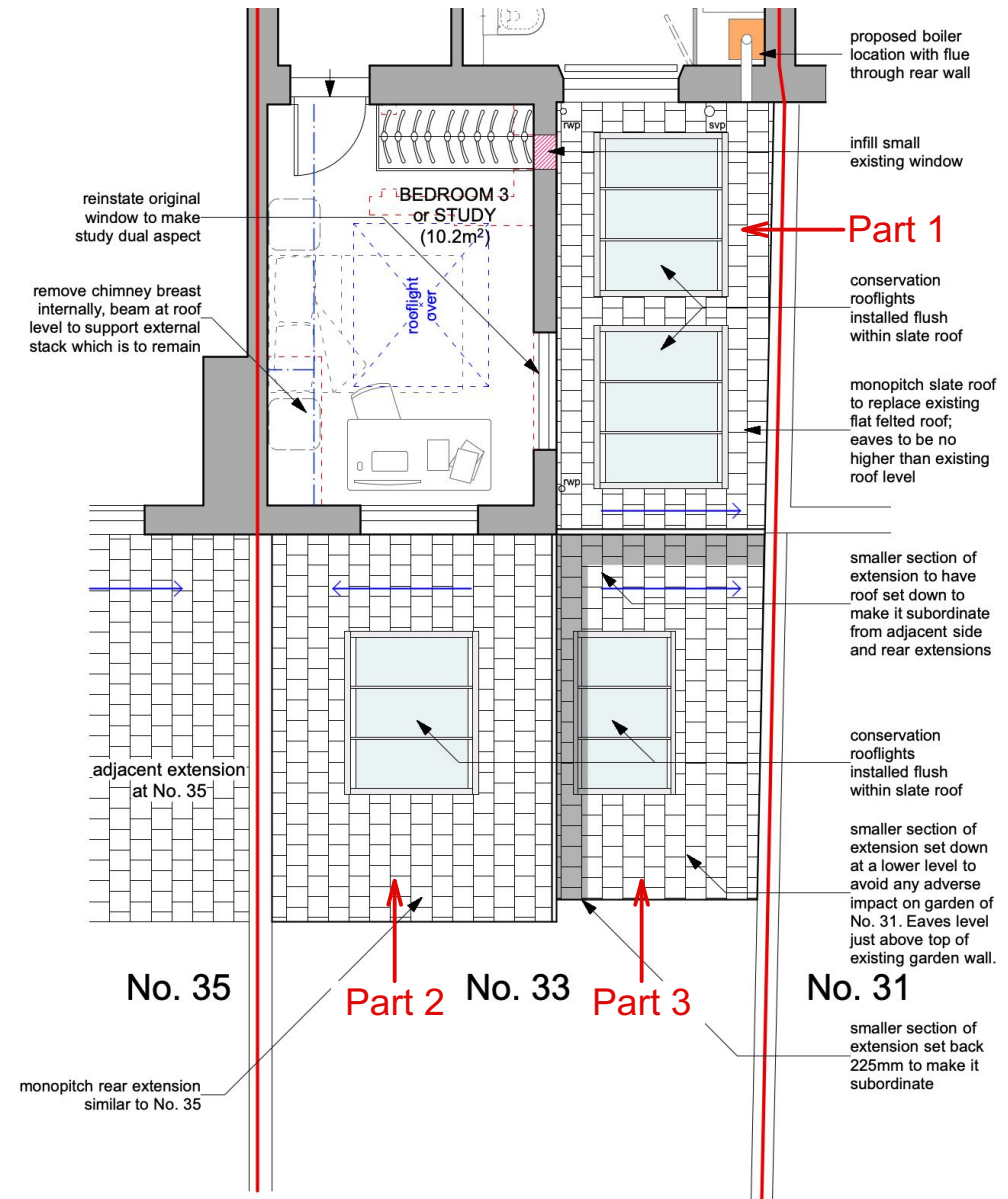 proposed boiler
location with flue
through rear wall
rwp
svp
infill small
existing window
reinstate original
window to make
study dual aspect
BEDROOM 3
or STUDY
(10.2m²)
Part 1
remove chimney breast
internally, beam at roof
level to support external
stack which is to remain
rooflight
over
conservation
rooflights
installed flush
within slate roof
monopitch slate roof
to replace existing
flat felted roof;
eaves to be no
higher than existing
roof level
rwp
smaller section of
extension to have
roof set down to
make it subordinate
from adjacent side
and rear extensions
conservation
rooflights
installed flush
within slate roof
adjacent extension
at No. 35
smaller section of
extension set down
at a lower level to
avoid any adverse
impact on garden of
No. 31. Eaves level
just above top of
existing garden wall.
No. 35
Part 2
No. 33
Part 3
No. 31
smaller section of
extension set back
225mm to make it
subordinate
monopitch rear extension
similar to No. 35